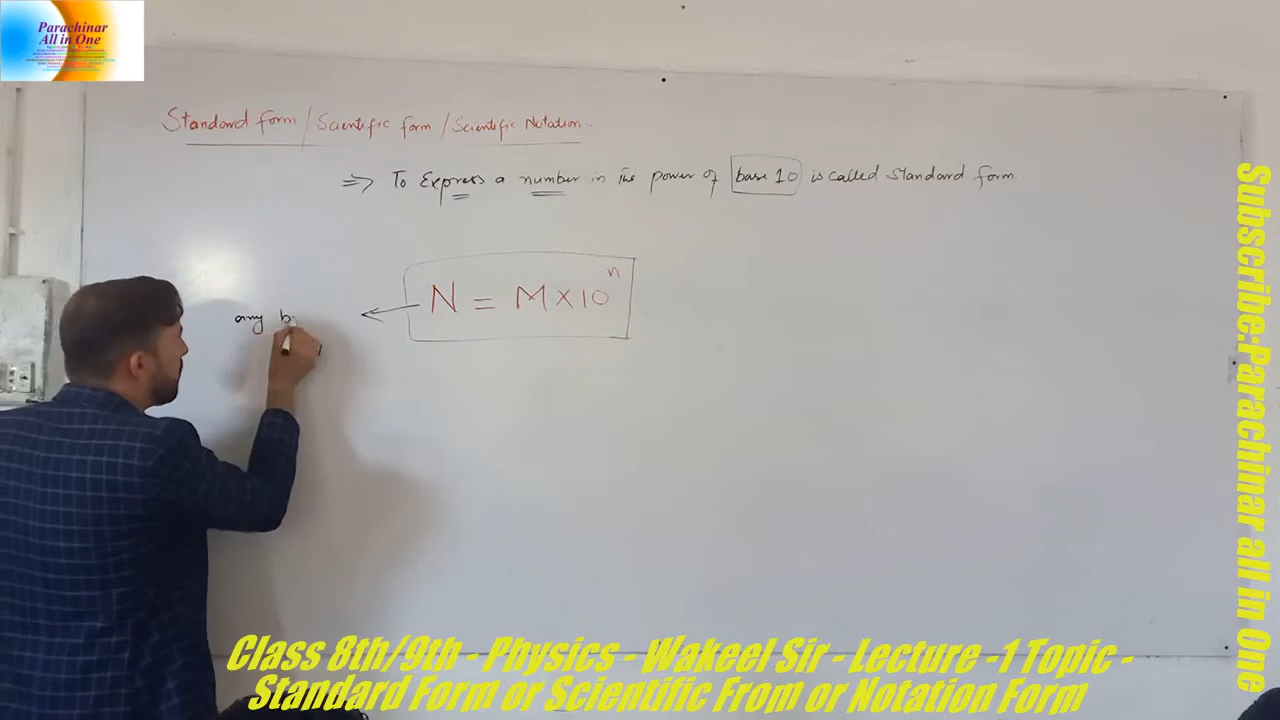 Parachinar
All in One
Standard form / Scientific form / Scientific Notation..
⇒ To Express a number in the power of base 10 is called Standard form
N = M×10ⁿ
any b
Subscribe.Parachinar all in One
Class 8th/9th - Physics - Wakeel Sir - Lecture -1 Topic -
Standard Form or Scientific From or Notation Form